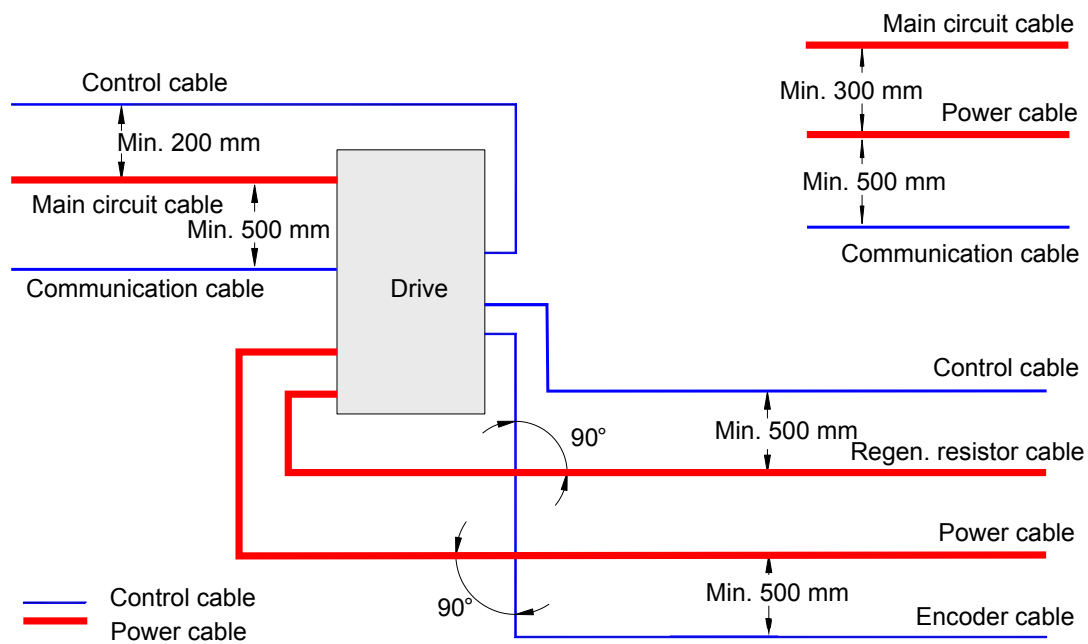 Main circuit cable
Control cable
Min. 300 mm
Power cable
Min. 200 mm
Min. 500 mm
Main circuit cable
Min. 500 mm
Communication cable
Communication cable
Drive
Control cable
Min. 500 mm
90°
Regen. resistor cable
Power cable
Min. 500 mm
90°
Control cable
Encoder cable
Power cable